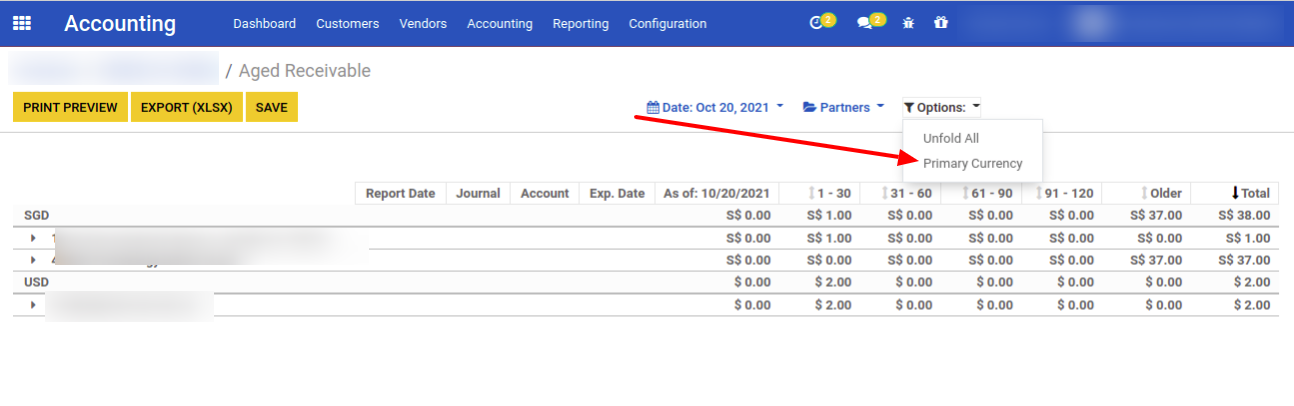 Accounting Dashboard Customers Vendors Accounting Reporting Configuration 2 2
/ Aged Receivable
PRINT PREVIEW EXPORT (XLSX) SAVE Date: Oct 20, 2021 Partners Options:
Unfold All
Primary Currency
Report Date Journal Account Exp. Date As of: 10/20/2021 1 - 30 31 - 60 61 - 90 91 - 120 Older Total
SGD S$ 0.00 S$ 1.00 S$ 0.00 S$ 0.00 S$ 0.00 S$ 37.00 S$ 38.00
S$ 0.00 S$ 1.00 S$ 0.00 S$ 0.00 S$ 0.00 S$ 0.00 S$ 1.00
S$ 0.00 S$ 0.00 S$ 0.00 S$ 0.00 S$ 0.00 S$ 37.00 S$ 37.00
USD $ 0.00 $ 2.00 $ 0.00 $ 0.00 $ 0.00 $ 0.00 $ 2.00
$ 0.00 $ 2.00 $ 0.00 $ 0.00 $ 0.00 $ 0.00 $ 2.00